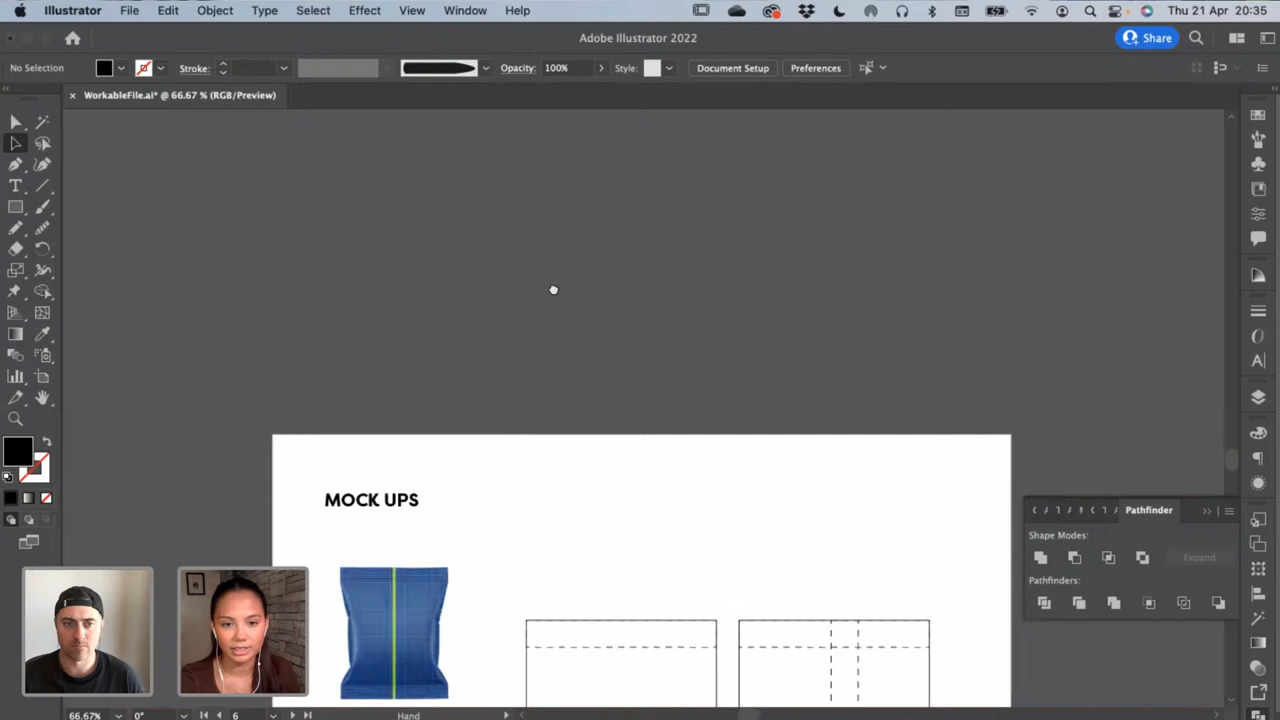 Illustrator File Edit Object Type Select Effect View Window Help Thu 21 Apr 20:35
Adobe Illustrator 2022 Share
No Selection Stroke: Opacity: 100% Style: Document Setup Preferences
WorkableFile.ai* @ 66.67 % (RGB/Preview)
MOCK UPS
Pathfinder
Shape Modes:
Expand
Pathfinders:
66.67% 0° 6 Hand